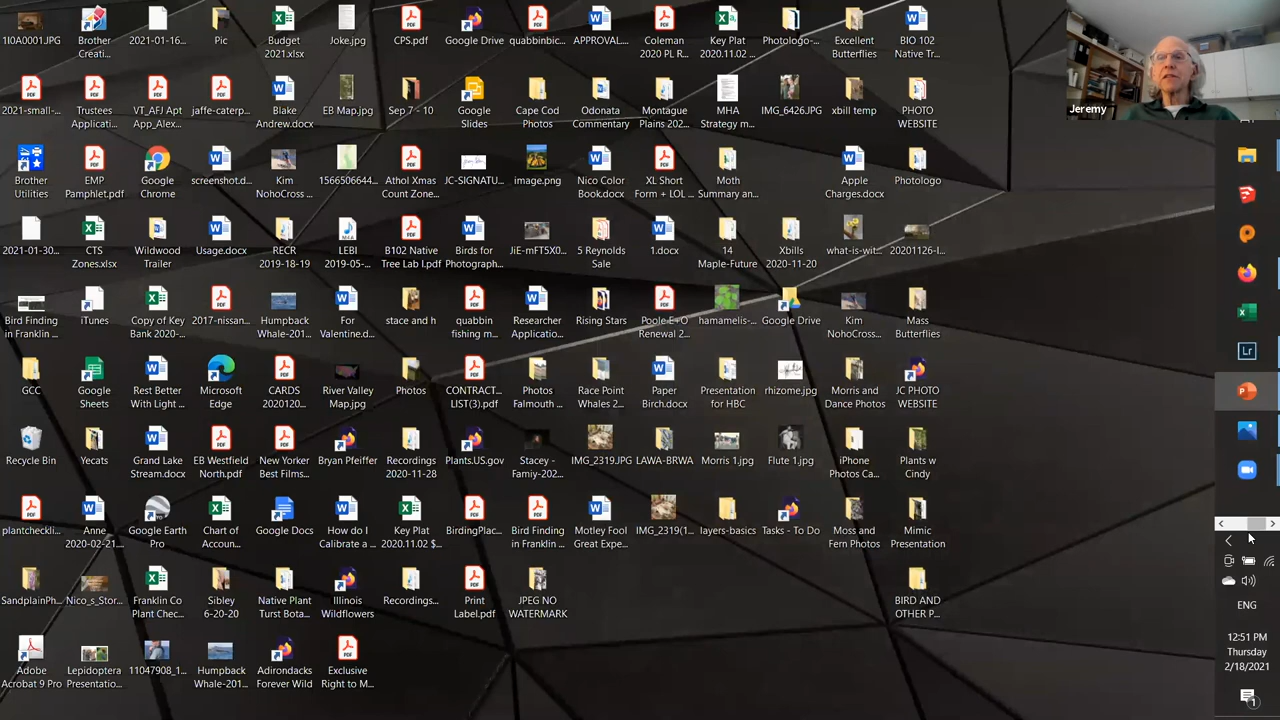 1I0A0001.JPG
Brother
Creati...
2021-01-16...
Pic
Budget
2021.xlsx
Joke.jpg
CPS.pdf
Google Drive
quabbinbic...
APPROVAL....
Coleman
2020 PL R...
Key Plat
2020.11.02 ...
Photologo-...
Excellent
Butterflies
BIO 102
Native Tr...
Jeremy
202-small-...
Trustees
Applicati...
VT_AFJ Apt
App_Alex...
jaffe-caterp...
Blake
Andrew.docx
EB Map.jpg
Sep 7 - 10
Google
Slides
Cape Cod
Photos
Odonata
Commentary
Montague
Plains 202...
MHA
Strategy m...
IMG_6426.JPG
xbill temp
PHOTO
WEBSITE
Brother
Utilities
EMP
Pamphlet.pdf
Google
Chrome
screenshot.d...
Kim
NohoCross ...
1566506644...
Athol Xmas
Count Zone...
JC-SIGNATU...
image.png
Nico Color
Book.docx
XL Short
Form + LOL ...
Moth
Summary an...
Apple
Charges.docx
Photologo
2021-01-30...
CTS
Zones.xlsx
Wildwood
Trailer
Usage.docx
RECR
2019-18-19
LEBI
2019-05-...
B102 Native
Tree Lab I.pdf
Birds for
Photograph...
JiE-mFT5X0...
5 Reynolds
Sale
1.docx
14
Maple-Future
Xbills
2020-11-20
what-is-wit...
20201126-I...
Bird Finding
in Franklin ...
iTunes
Copy of Key
Bank 2020-...
2017-nissan...
Humpback
Whale-201...
For
Valentine.d...
stace and h
quabbin
fishing m...
Researcher
Applicatio...
Rising Stars
Poole E+O
Renewal 2...
hamamelis-...
Google Drive
Kim
NohoCross...
Mass
Butterflies
GCC
Google
Sheets
Rest Better
With Light ...
Microsoft
Edge
CARDS
2020120...
River Valley
Map.jpg
Photos
CONTRACT...
LIST(3).pdf
Photos
Falmouth ...
Race Point
Whales 2...
Paper
Birch.docx
Presentation
for HBC
rhizome.jpg
Morris and
Dance Photos
JC PHOTO
WEBSITE
Recycle Bin
Yecats
Grand Lake
Stream.docx
EB Westfield
North.pdf
New Yorker
Best Films...
Bryan Pfeiffer
Recordings
2020-11-28
Plants.US.gov
Stacey -
Famiy-202...
IMG_2319.JPG
LAWA-BRWA
Morris 1.jpg
Flute 1.jpg
iPhone
Photos Ca...
Plants w
Cindy
plantcheckli...
Anne
2020-02-21...
Google Earth
Pro
Chart of
Accoun...
Google Docs
How do I
Calibrate a ...
Key Plat
2020.11.02 $...
BirdingPlac...
Bird Finding
in Franklin ...
Motley Fool
Great Expe...
IMG_2319(1...
layers-basics
Tasks - To Do
Moss and
Fern Photos
Mimic
Presentation
SandplainPh...
Nico_s_Stor...
Franklin Co
Plant Chec...
Sibley
6-20-20
Native Plant
Turst Bota...
Illinois
Wildflowers
Recordings...
Print
Label.pdf
JPEG NO
WATERMARK
BIRD AND
OTHER P...
Adobe
Acrobat 9 Pro
Lepidoptera
Presentatio...
11047908_1...
Humpback
Whale-201...
Adirondacks
Forever Wild
Exclusive
Right to M...
Lr
ENG
12:51 PM
Thursday
2/18/2021
1